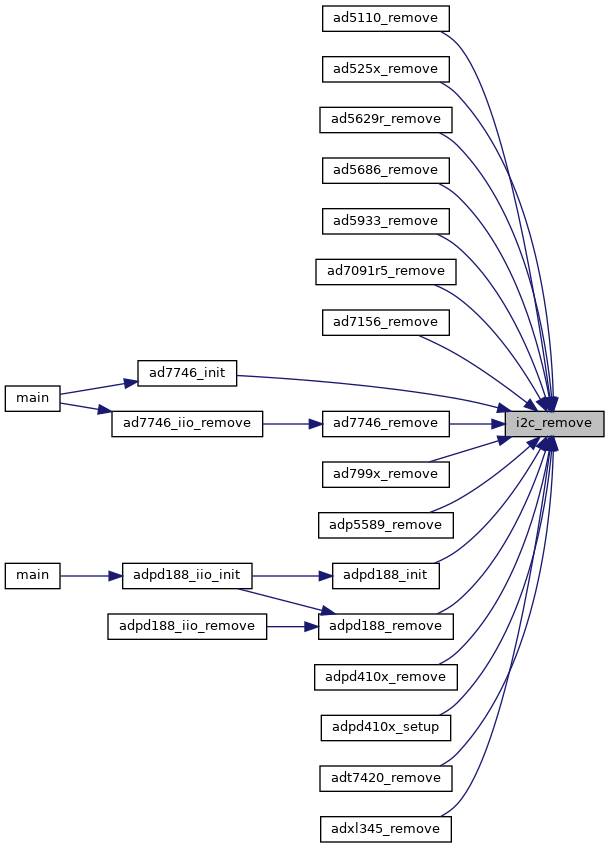 ad5110_remove
ad525x_remove
ad5629r_remove
ad5686_remove
ad5933_remove
ad7091r5_remove
ad7156_remove
ad7746_init
main
ad7746_iio_remove
ad7746_remove
i2c_remove
ad799x_remove
adp5589_remove
main
adpd188_iio_init
adpd188_init
adpd188_iio_remove
adpd188_remove
adpd410x_remove
adpd410x_setup
adt7420_remove
adxl345_remove